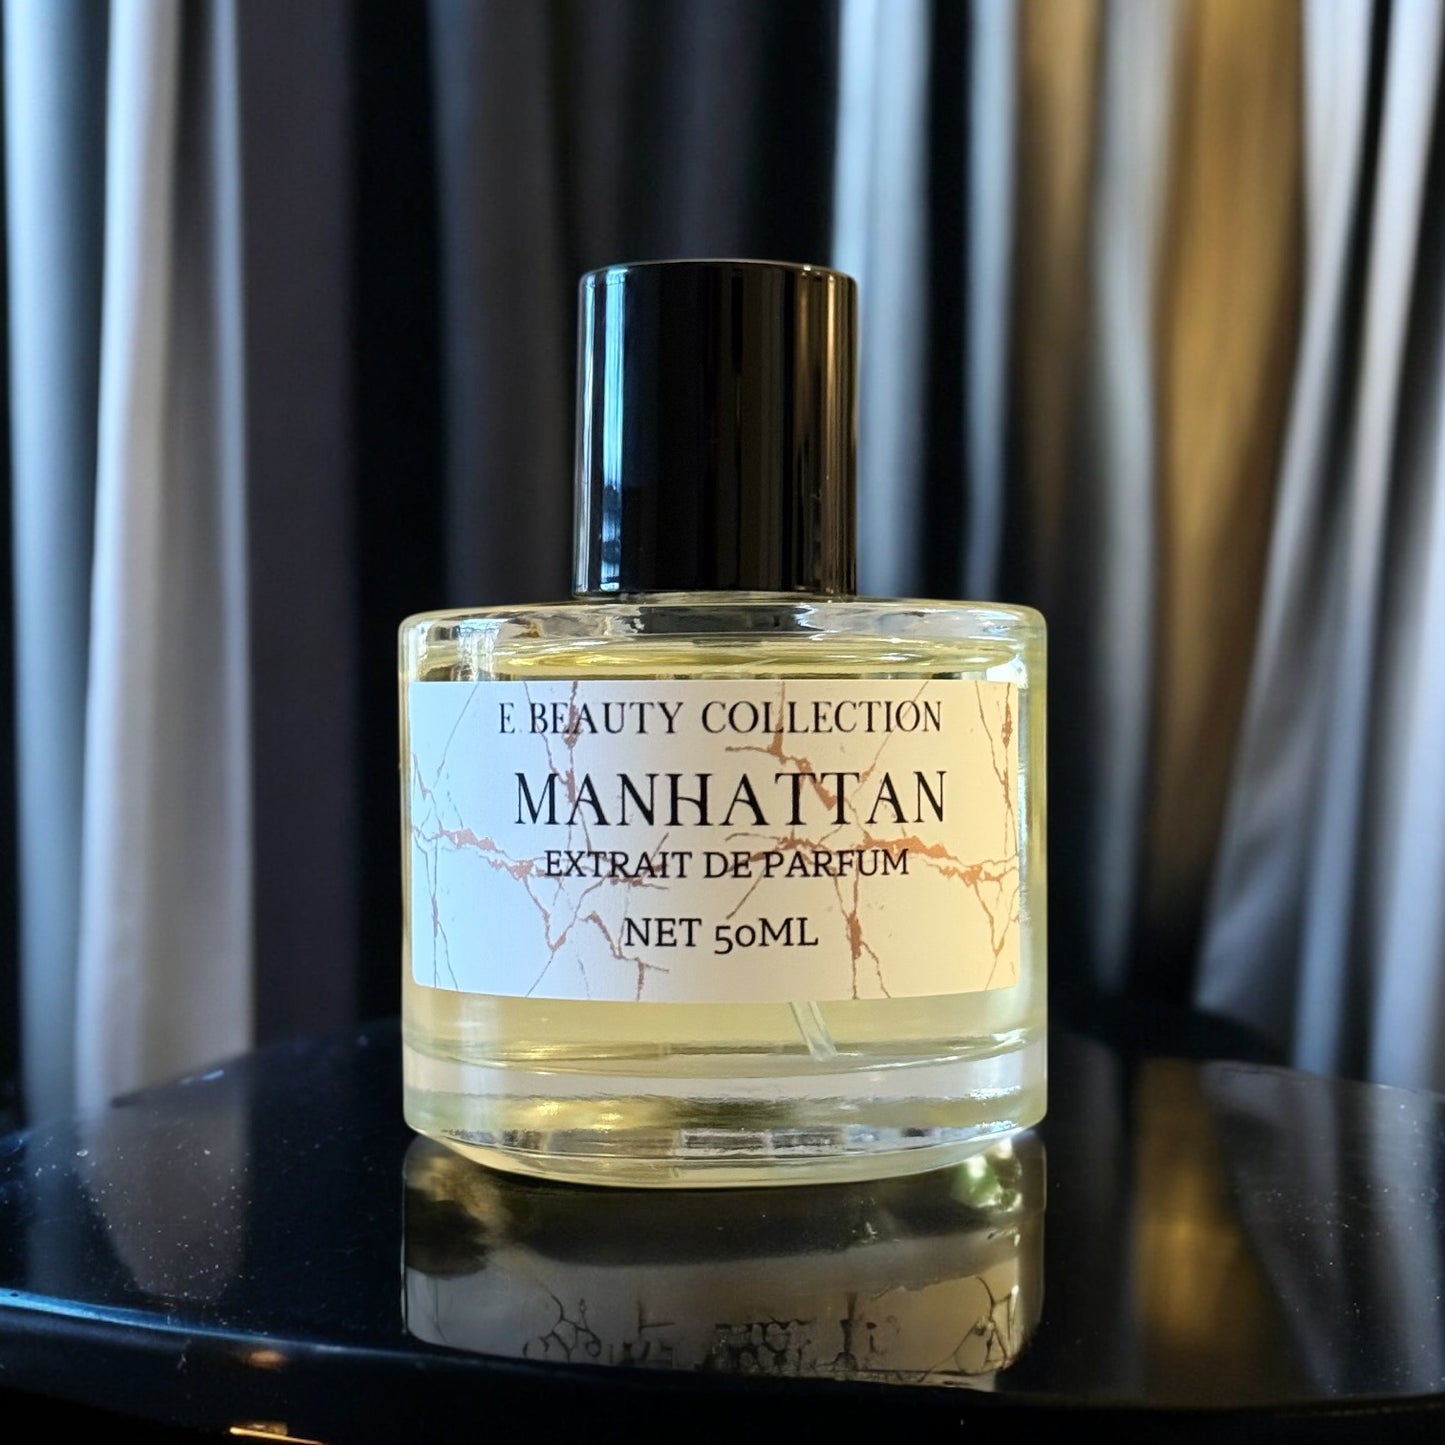 E. BEAUTY COLLECTION
MANHATTAN
EXTRAIT DE PARFUM
NET 50ML